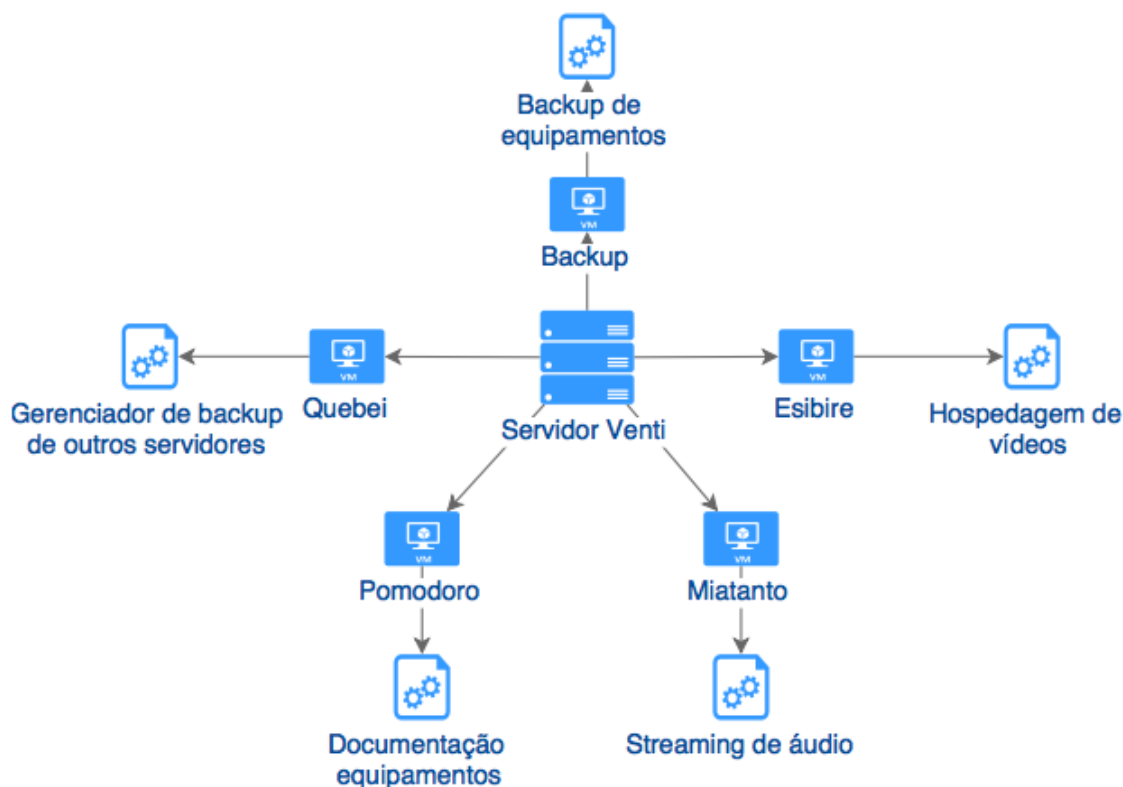 Backup de
equipamentos
VM
Backup
VM
Quebei
Gerenciador de backup
de outros servidores
Servidor Venti
VM
Esibire
Hospedagem de
vídeos
VM
Pomodoro
VM
Miatanto
Documentação
equipamentos
Streaming de áudio